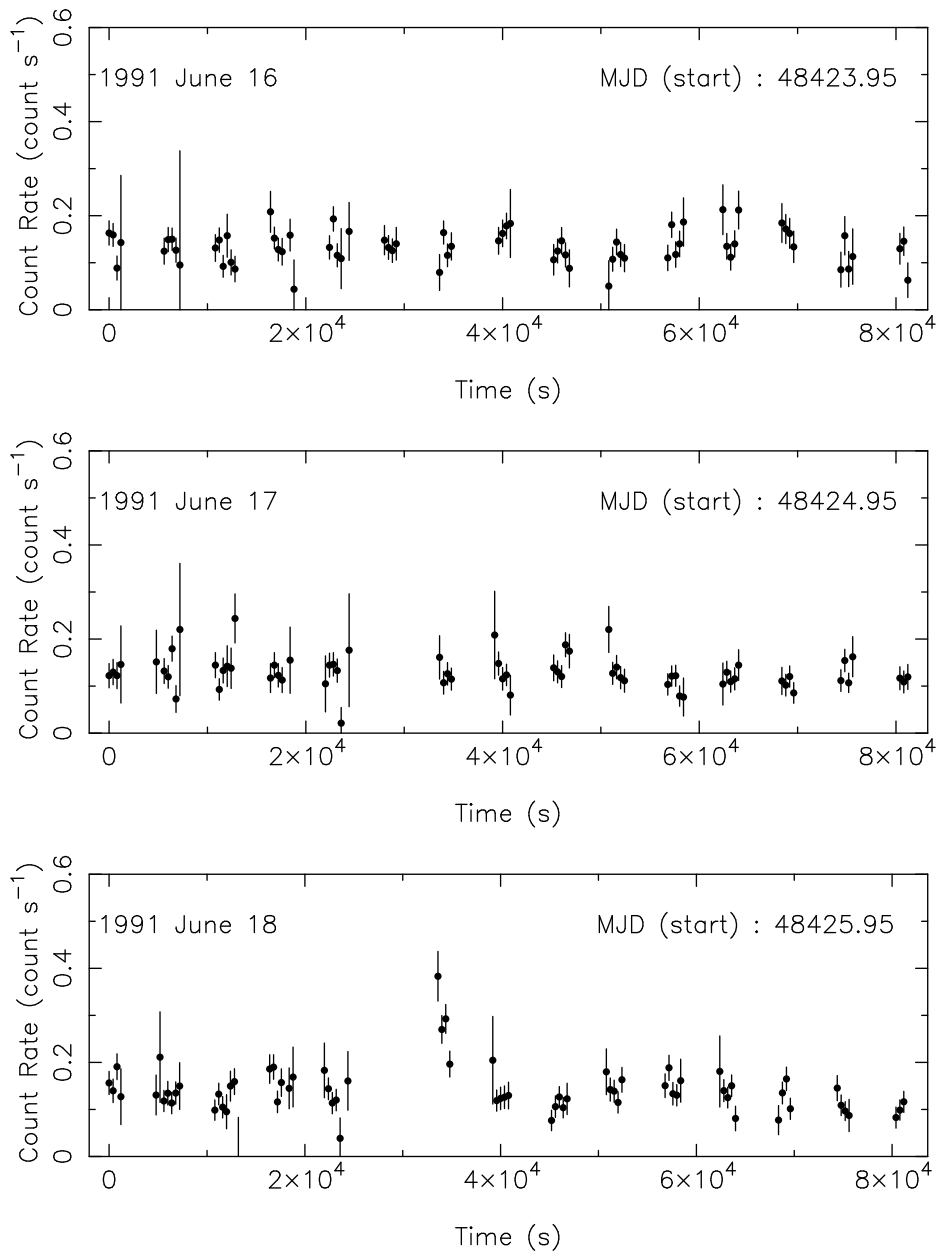 1991 June 16 MJD (start) : 48423.95
Count Rate (count s⁻¹)
0.6
0.4
0.2
0
0 2×10⁴ 4×10⁴ 6×10⁴ 8×10⁴
Time (s)
1991 June 17 MJD (start) : 48424.95
Count Rate (count s⁻¹)
0.6
0.4
0.2
0
0 2×10⁴ 4×10⁴ 6×10⁴ 8×10⁴
Time (s)
1991 June 18 MJD (start) : 48425.95
Count Rate (count s⁻¹)
0.6
0.4
0.2
0
0 2×10⁴ 4×10⁴ 6×10⁴ 8×10⁴
Time (s)